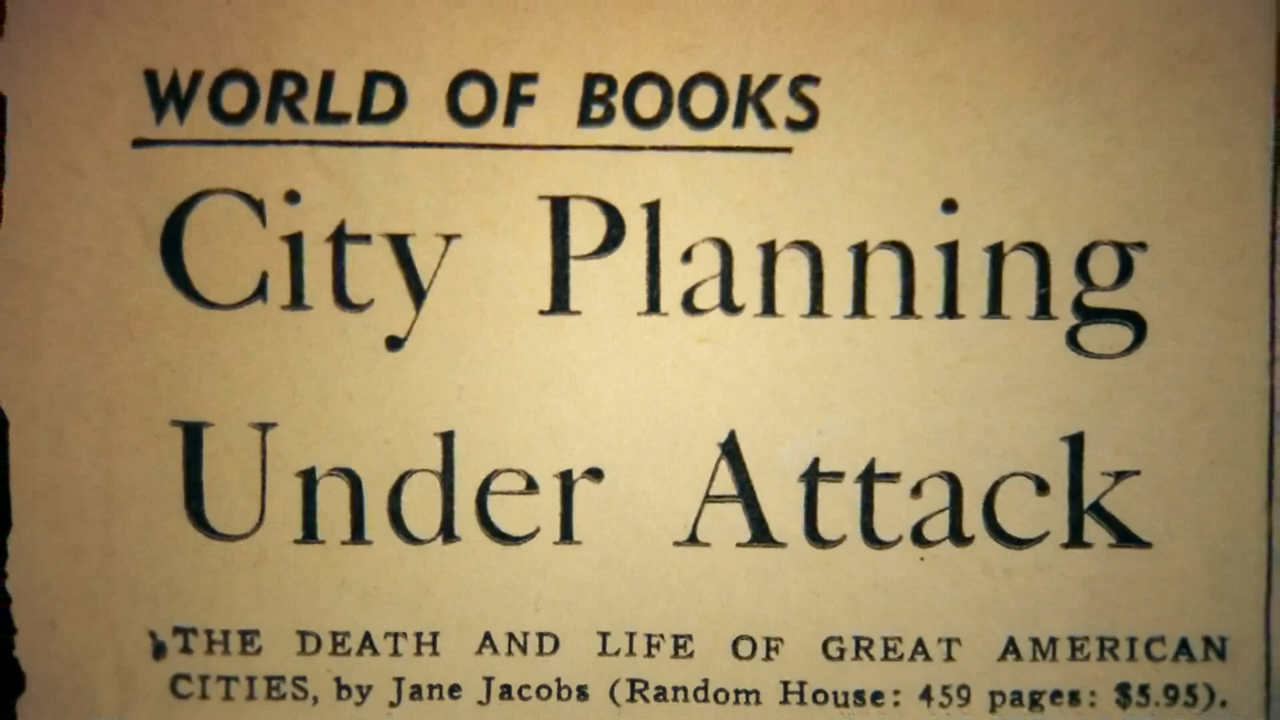 WORLD OF BOOKS
City Planning
Under Attack
THE DEATH AND LIFE OF GREAT AMERICAN
CITIES, by Jane Jacobs (Random House: 459 pages: $5.95).